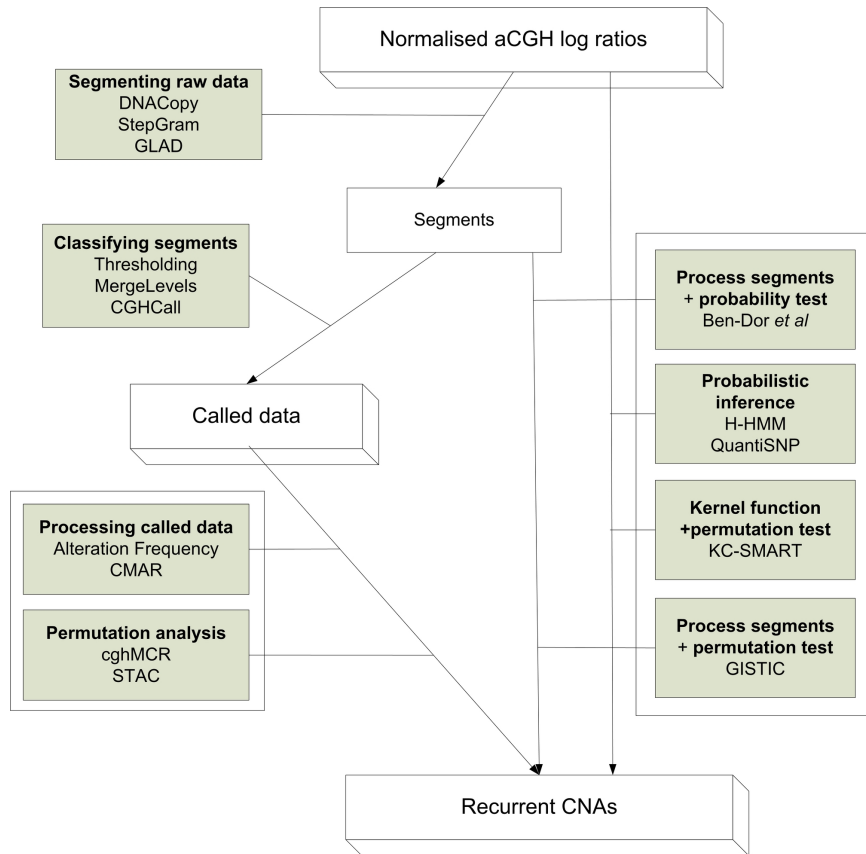 Normalised aCGH log ratios
Segmenting raw data
DNACopy
StepGram
GLAD
Segments
Classifying segments
Thresholding
MergeLevels
CGHCall
Process segments
+ probability test
Ben-Dor et al
Probabilistic
inference
H-HMM
QuantiSNP
Called data
Kernel function
+permutation test
KC-SMART
Processing called data
Alteration Frequency
CMAR
Permutation analysis
cghMCR
STAC
Process segments
+ permutation test
GISTIC
Recurrent CNAs